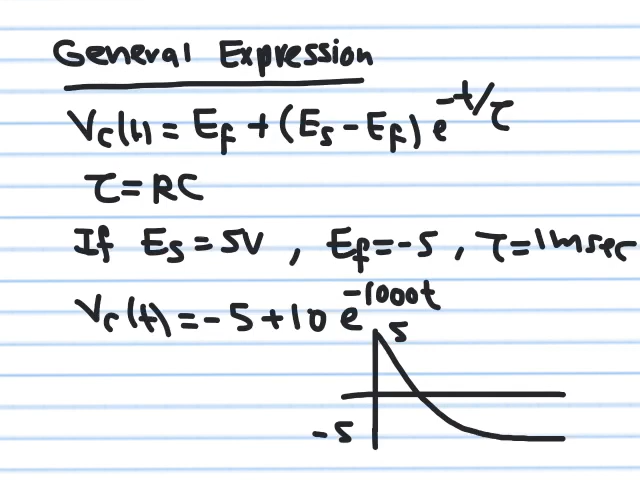 General Expression
Vc(t) = Ef + (Es - Ef) e^-t/τ
τ = RC
If Es = 5V , Ef = -5 , τ = 1msec
Vc(t) = -5 + 10 e^-1000t
5
-5